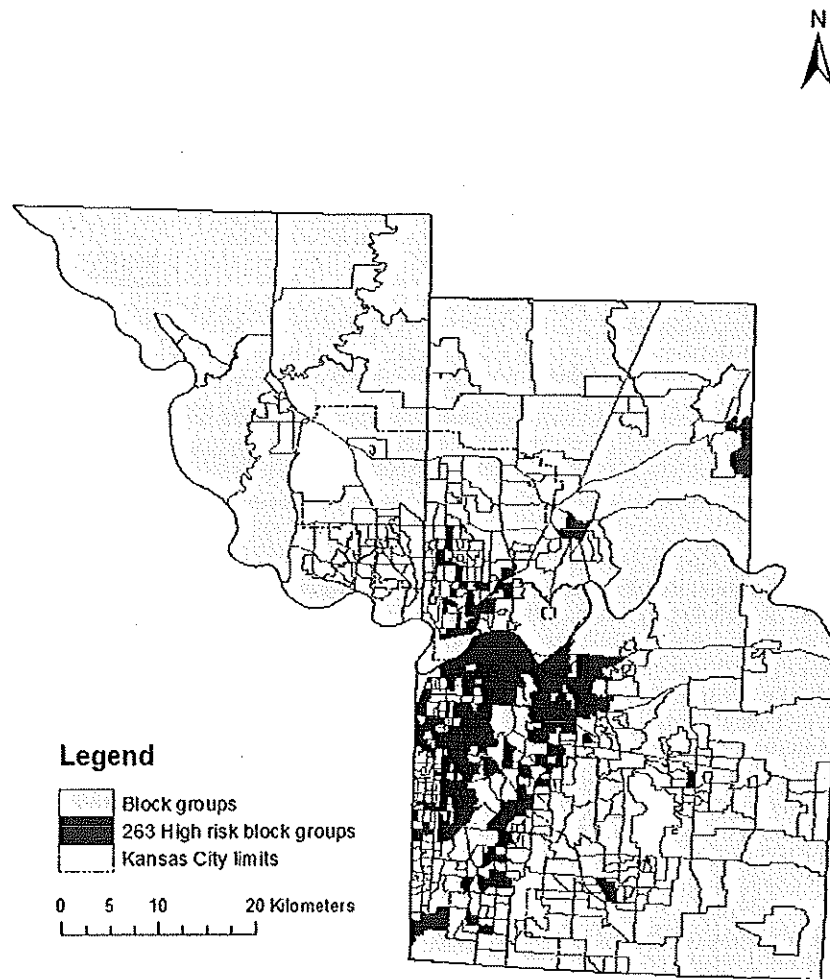 N
Legend
Block groups
263 High risk block groups
Kansas City limits
0 5 10 20 Kilometers